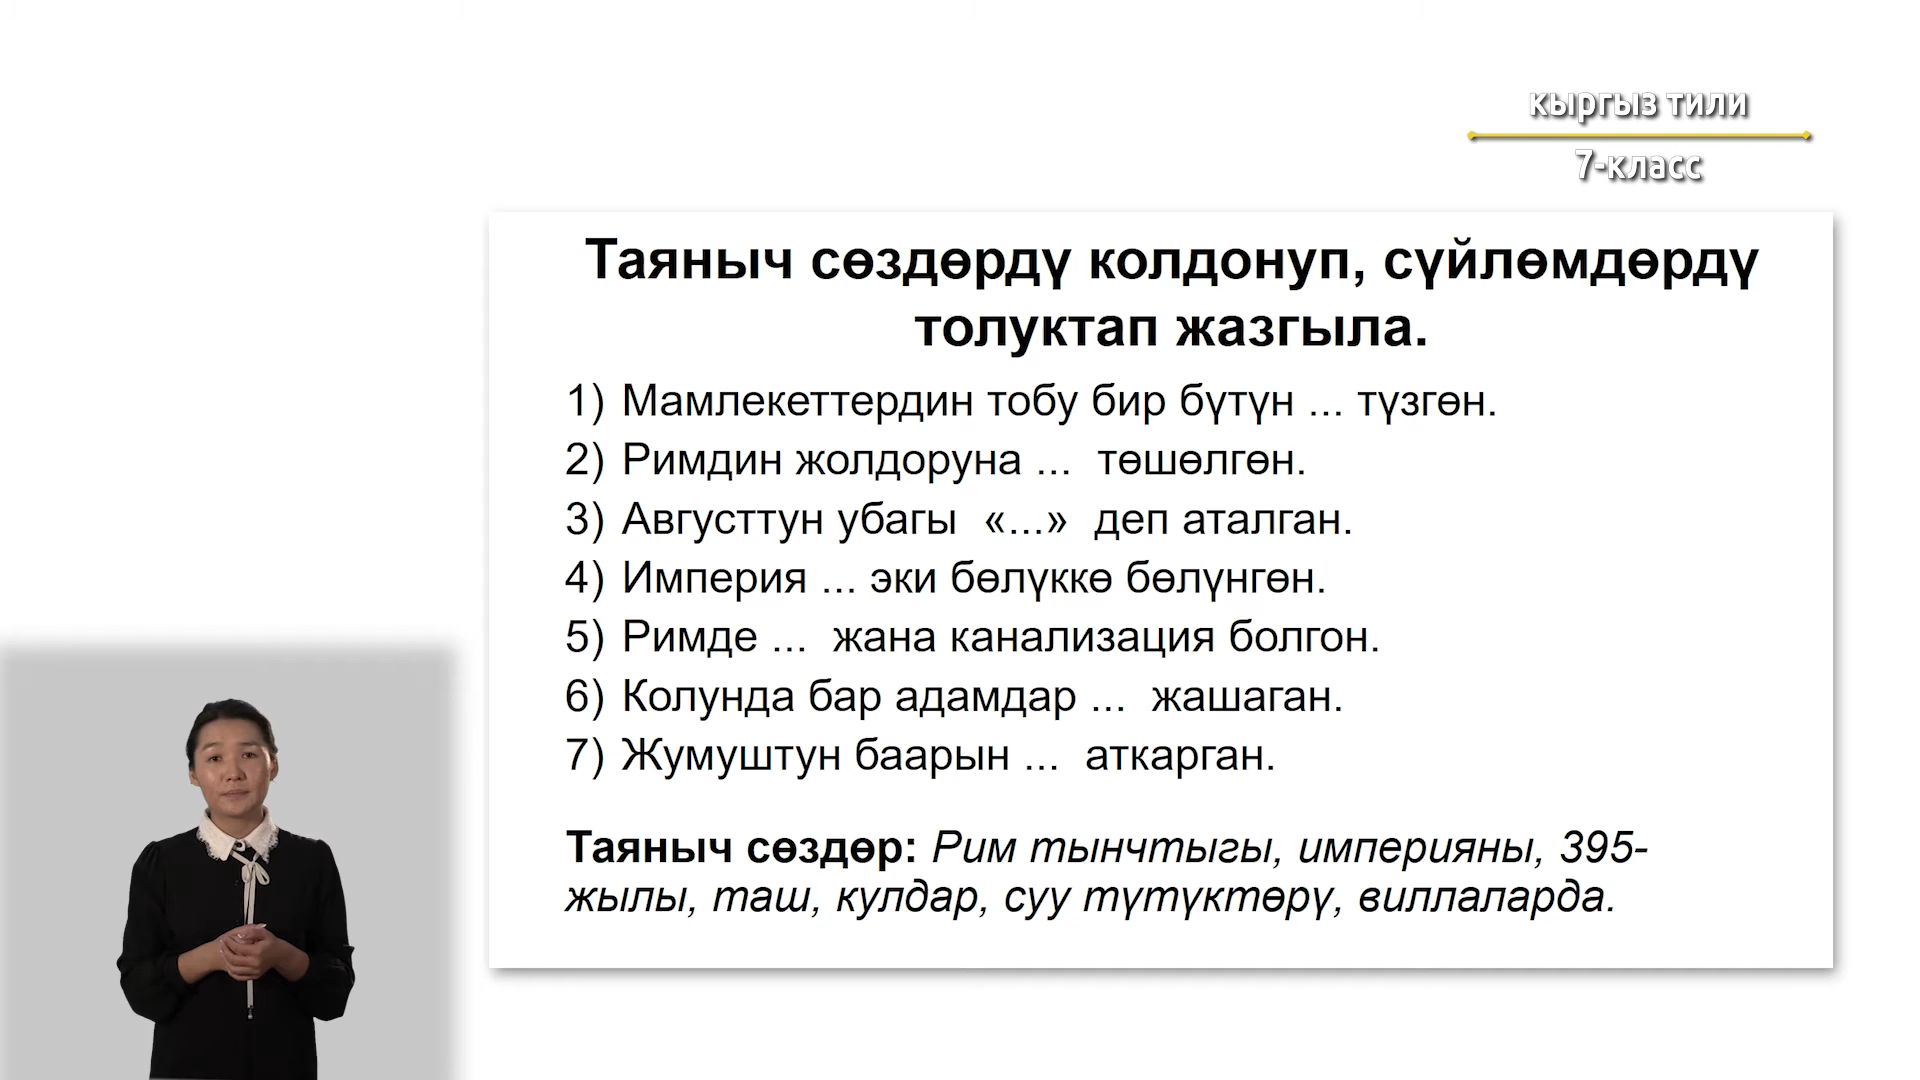 кыргыз тили
7-класс
Таяныч сөздөрдү колдонуп, сүйлөмдөрдү
толуктап жазгыла.
1) Мамлекеттердин тобу бир бүтүн ... түзгөн.
2) Римдин жолдоруна ... төшөлгөн.
3) Августтун убагы «...» деп аталган.
4) Империя ... эки бөлүккө бөлүнгөн.
5) Римде ... жана канализация болгон.
6) Колунда бар адамдар ... жашаган.
7) Жумуштун баарын ... аткарган.
Таяныч сөздөр: Рим тынчтыгы, империяны, 395-
жылы, таш, кулдар, суу түтүктөрү, виллаларда.